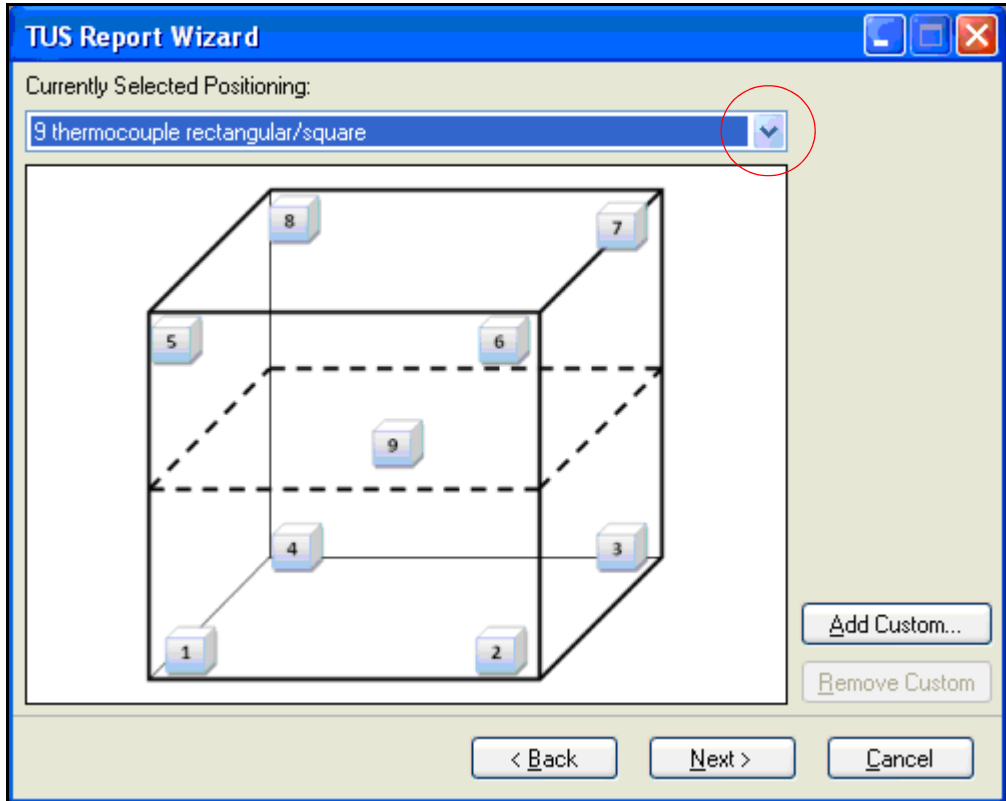 TUS Report Wizard
Currently Selected Positioning:
9 thermocouple rectangular/square
8
7
5
6
9
4
3
1
2
Add Custom...
Remove Custom
< Back
Next >
Cancel